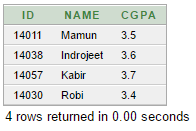 ID NAME CGPA
14011 Mamun 3.5
14038 Indrojeet 3.6
14057 Kabir 3.7
14030 Robi 3.4
4 rows returned in 0.00 seconds